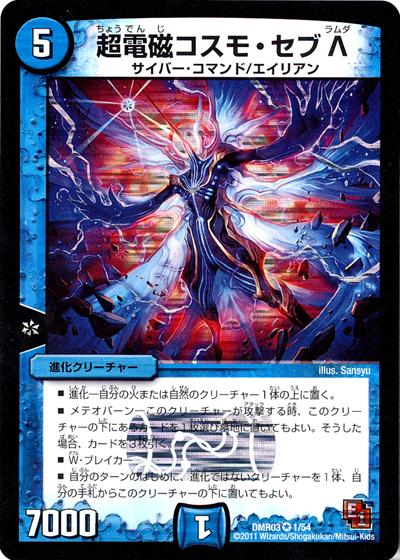 5
ちょうでんじ ラムダ
超電磁コスモ・セブΛ
サイバー・コマンド/エイリアン
illus. Sansyu
進化クリーチャー
■ 進化－自分の火または自然のクリーチャー1体の上に置く。
■ メテオバーン－このクリーチャーが攻撃する時、このクリー
チャーの下にあるカードを1枚選び墓地に置いてもよい。そうした
場合、カードを3枚引く。
■ W・ブレイカー
■ 自分のターンのはじめに、進化ではないクリーチャーを1体、自
分の手札からこのクリーチャーの下に置いてもよい。
7000
1
DMR03 1/54
©2011 Wizards/Shogakukan/Mitsui-Kids